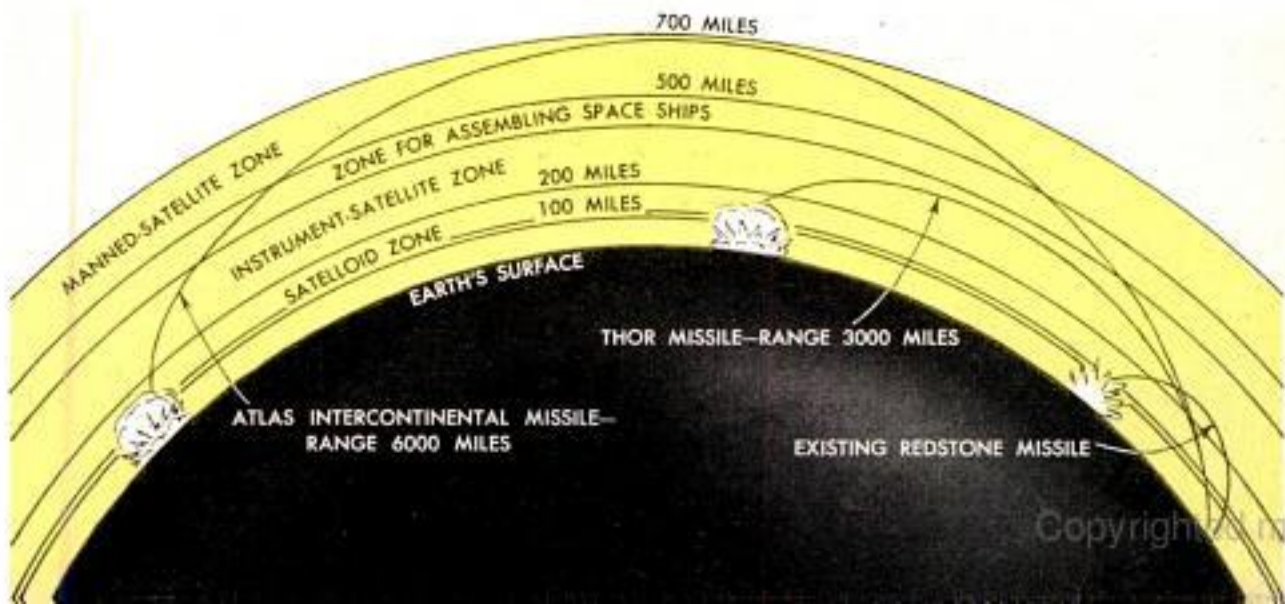 700 MILES
500 MILES
MANNED-SATELLITE ZONE
ZONE FOR ASSEMBLING SPACE SHIPS
INSTRUMENT-SATELLITE ZONE
200 MILES
100 MILES
SATELLOID ZONE
EARTH'S SURFACE
THOR MISSILE—RANGE 3000 MILES
ATLAS INTERCONTINENTAL MISSILE—
RANGE 6000 MILES
EXISTING REDSTONE MISSILE